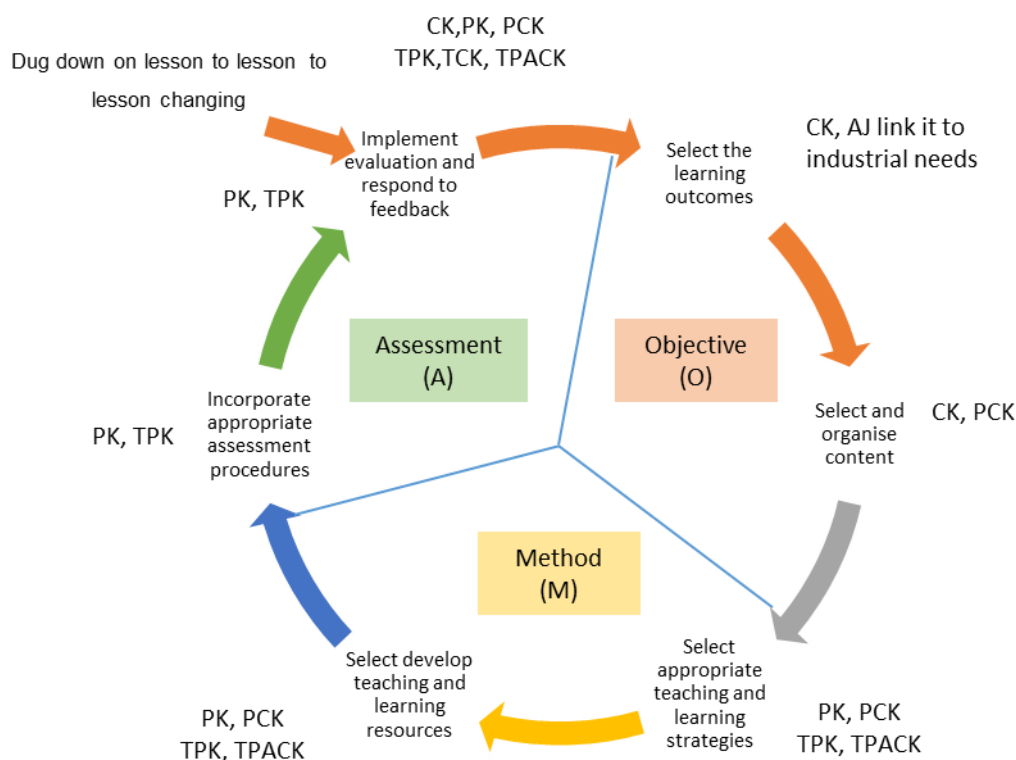 CK,PK, PCK
TPK,TCK, TPACK
Dug down on lesson to lesson to
lesson changing
Implement
evaluation and
respond to
feedback
Select the
learning
outcomes
CK, AJ link it to
industrial needs
PK, TPK
Assessment
(A)
Objective
(O)
Incorporate
appropriate
assessment
procedures
PK, TPK
Select and
organise
content
CK, PCK
Method
(M)
Select develop
teaching and
learning
resources
PK, PCK
TPK, TPACK
Select
appropriate
teaching and
learning
strategies
PK, PCK
TPK, TPACK